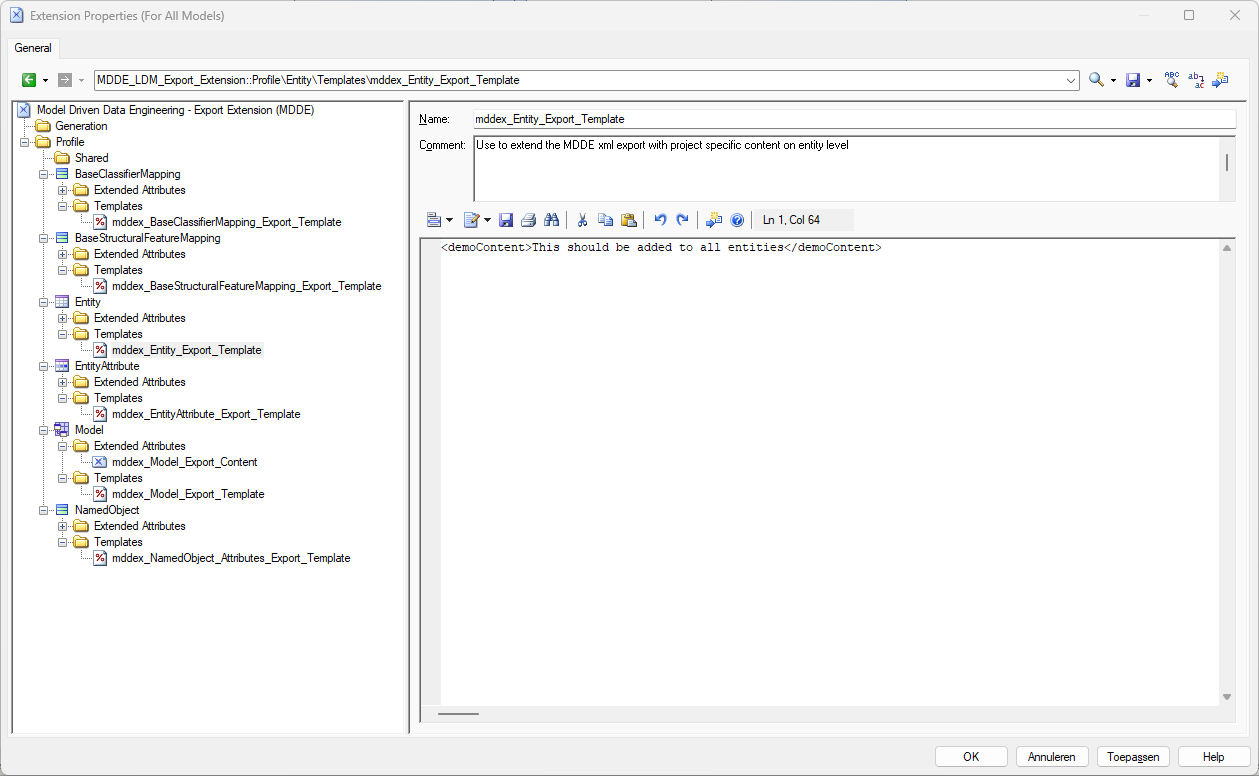 Extension Properties (For All Models)
General
MDDE_LDM_Export_Extension::Profile\Entity\Templates\mddex_Entity_Export_Template
Model Driven Data Engineering - Export Extension (MDDE)
Generation
Profile
Shared
BaseClassifierMapping
Extended Attributes
Templates
mddex_BaseClassifierMapping_Export_Template
BaseStructuralFeatureMapping
Extended Attributes
Templates
mddex_BaseStructuralFeatureMapping_Export_Template
Entity
Extended Attributes
Templates
mddex_Entity_Export_Template
EntityAttribute
Extended Attributes
Templates
mddex_EntityAttribute_Export_Template
Model
Extended Attributes
mddex_Model_Export_Content
Templates
mddex_Model_Export_Template
NamedObject
Extended Attributes
Templates
mddex_NamedObject_Attributes_Export_Template
Name: mddex_Entity_Export_Template
Comment: Use to extend the MDDE xml export with project specific content on entity level
Ln 1, Col 64
<demoContent>This should be added to all entities</demoContent>
OK Annuleren Toepassen Help